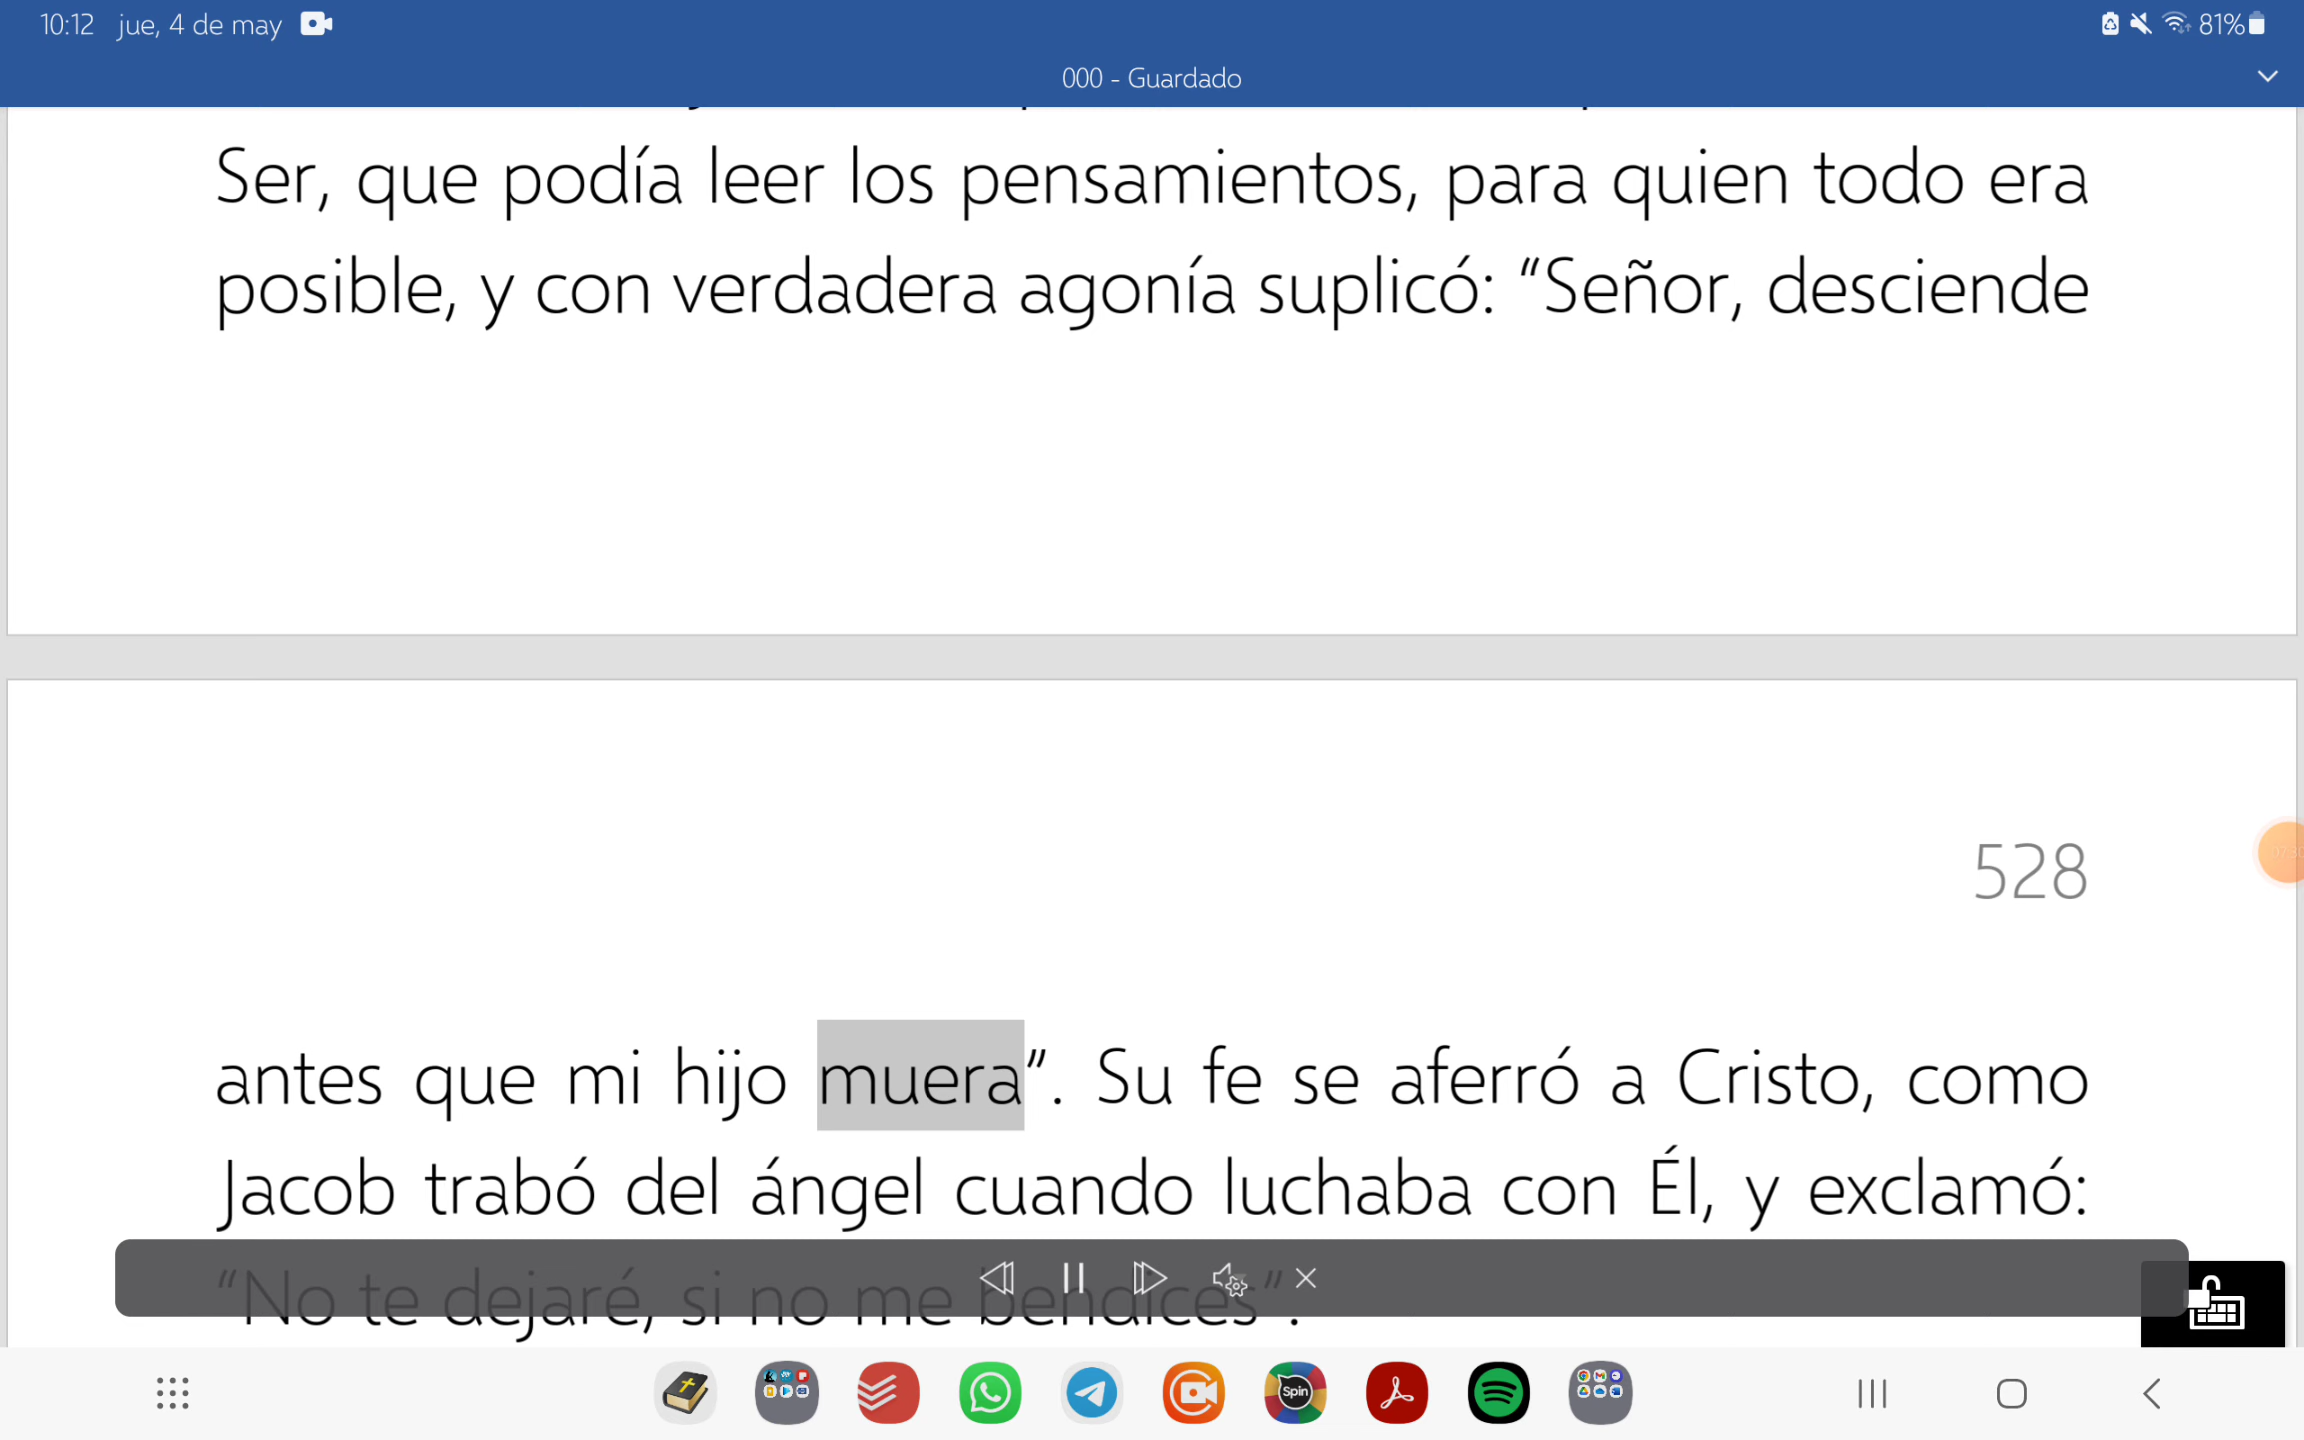 10:12 jue, 4 de may 81%
000 - Guardado
Ser, que podía leer los pensamientos, para quien todo era
posible, y con verdadera agonía suplicó: “Señor, desciende
528
antes que mi hijo muera”. Su fe se aferró a Cristo, como
Jacob trabó del ángel cuando luchaba con Él, y exclamó:
“No te dejaré, si no me bendices”.
Spin